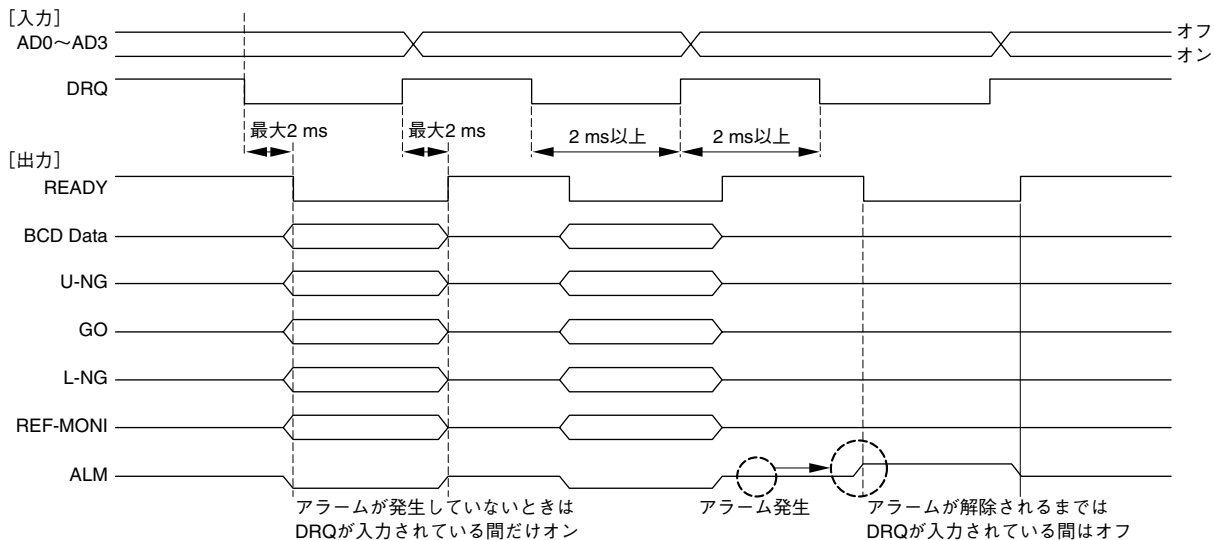 [入力]
AD0～AD3
オフ
オン
DRQ
最大2 ms
最大2 ms
2 ms以上
2 ms以上
[出力]
READY
BCD Data
U-NG
GO
L-NG
REF-MONI
ALM
アラームが発生していないときは
DRQが入力されている間だけオン
アラーム発生
アラームが解除されるまでは
DRQが入力されている間はオフ